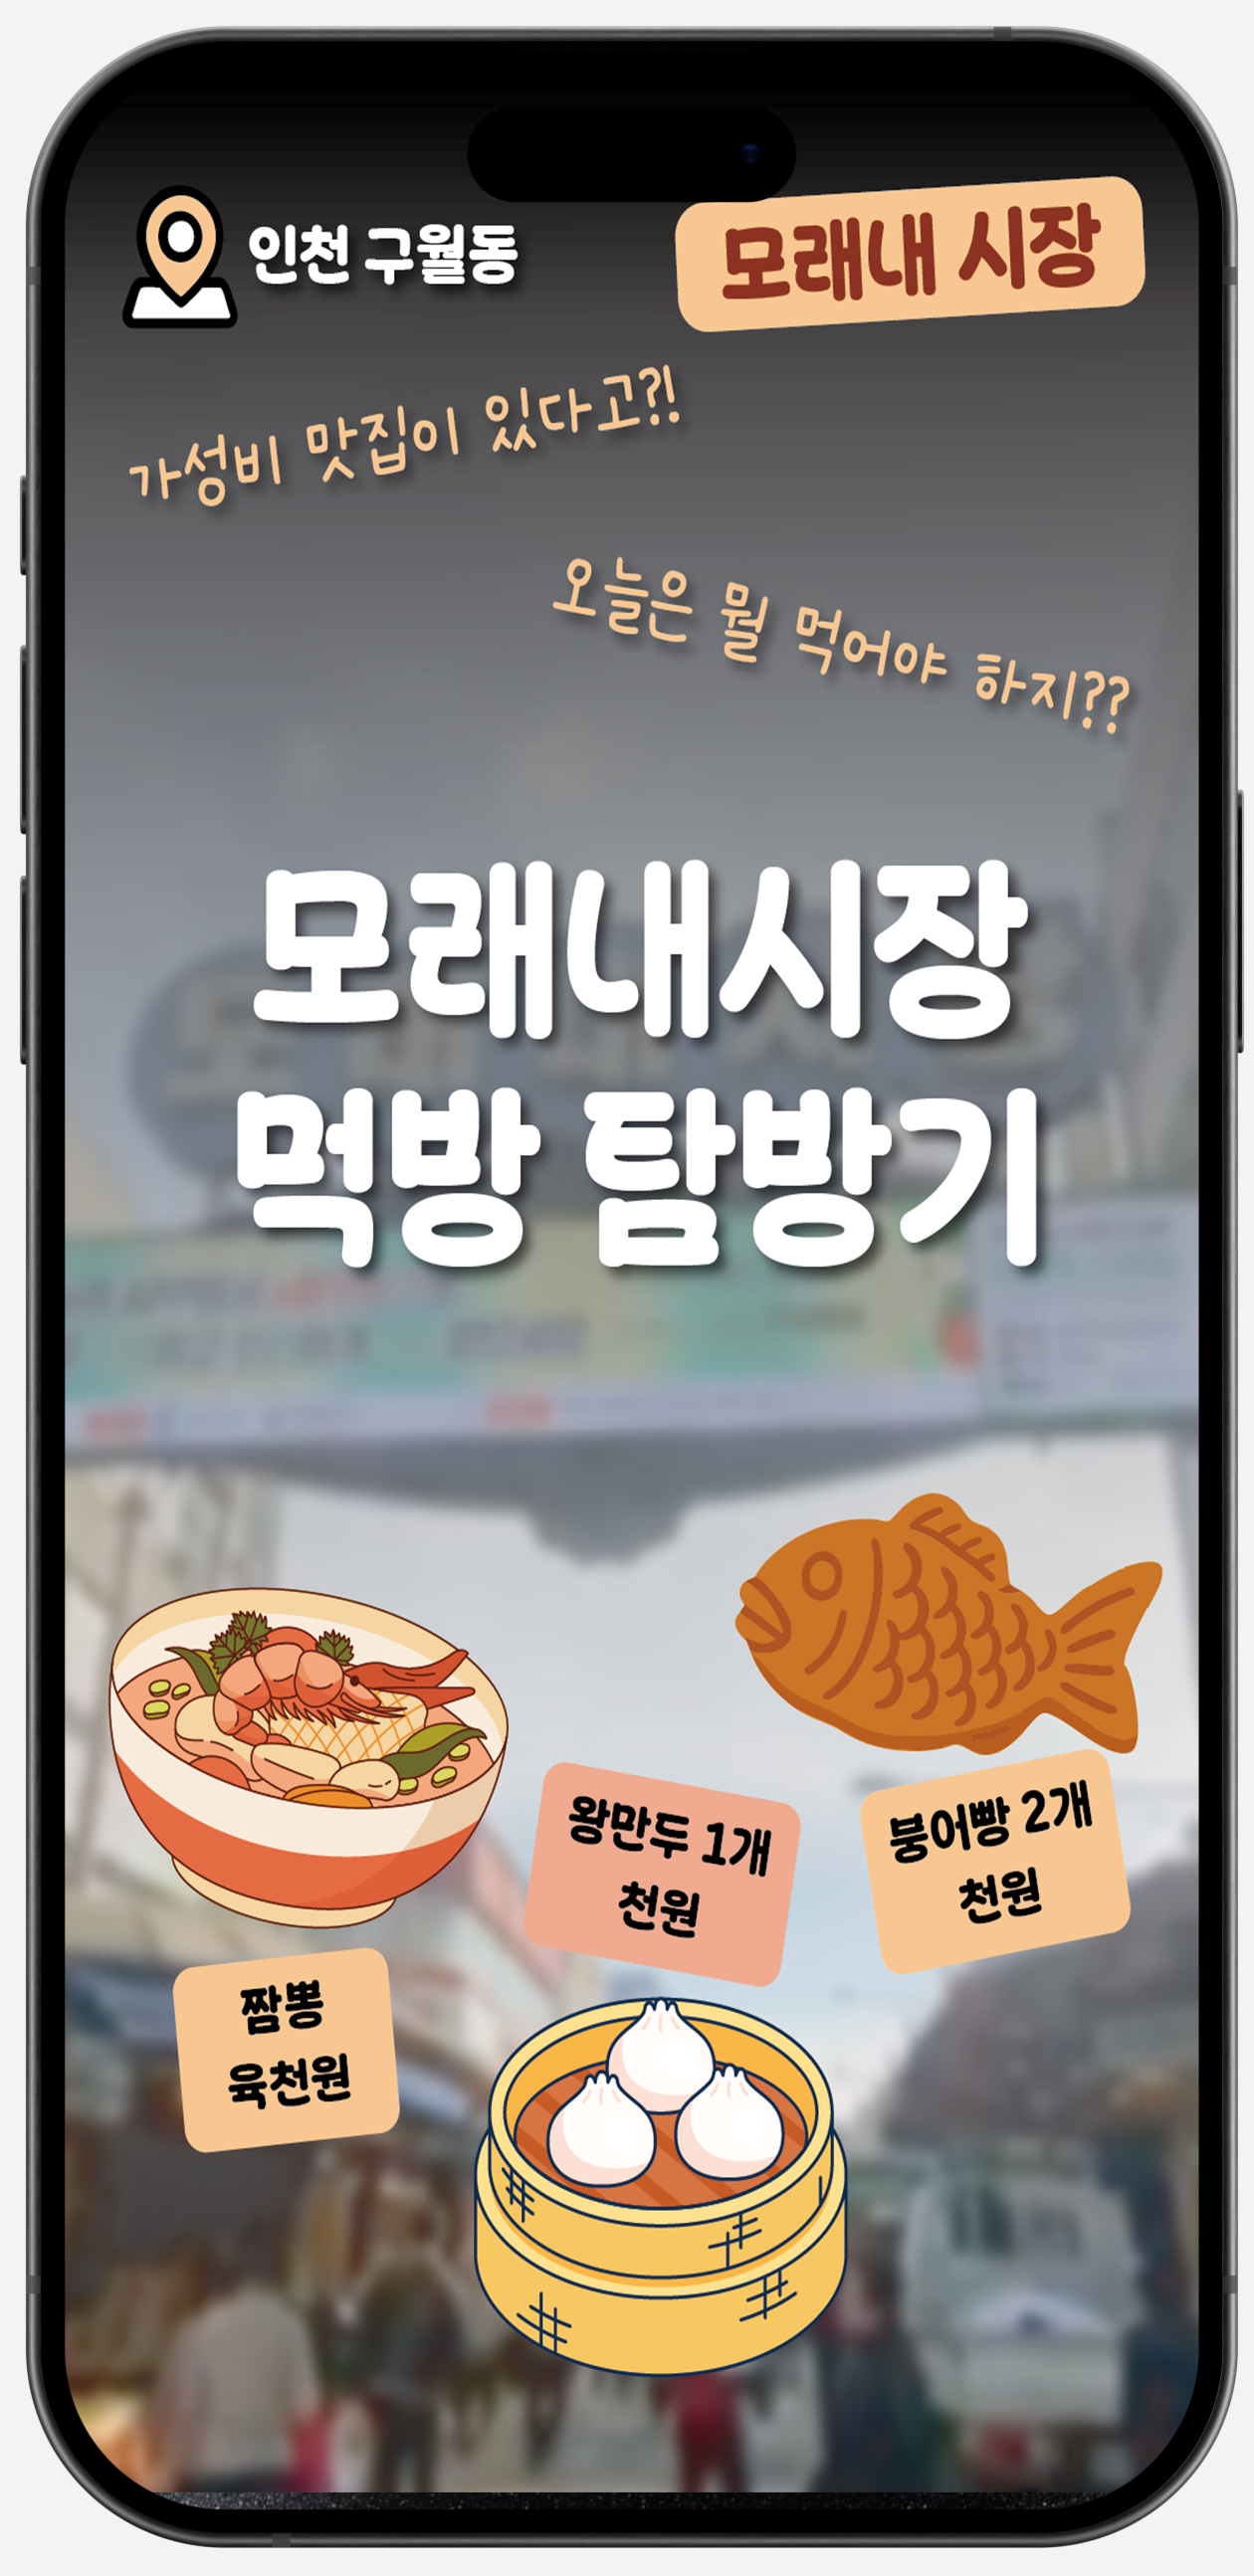 인천 구월동
모래내 시장
가성비 맛집이 있다고?!
오늘은 뭘 먹어야 하지??
모래내시장
먹방 탐방기
왕만두 1개
천원
붕어빵 2개
천원
짬뽕
육천원